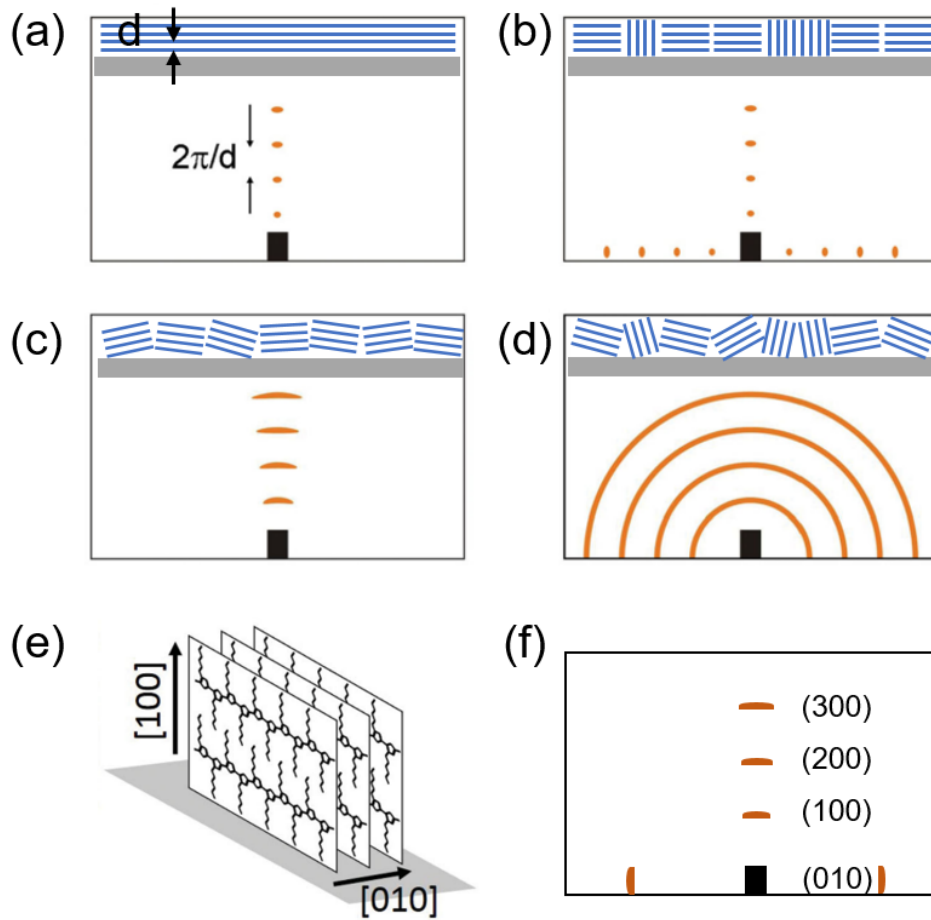 (a)
d
2π/d
(b)
(c)
(d)
(e)
[100]
[010]
(f)
(300)
(200)
(100)
(010)